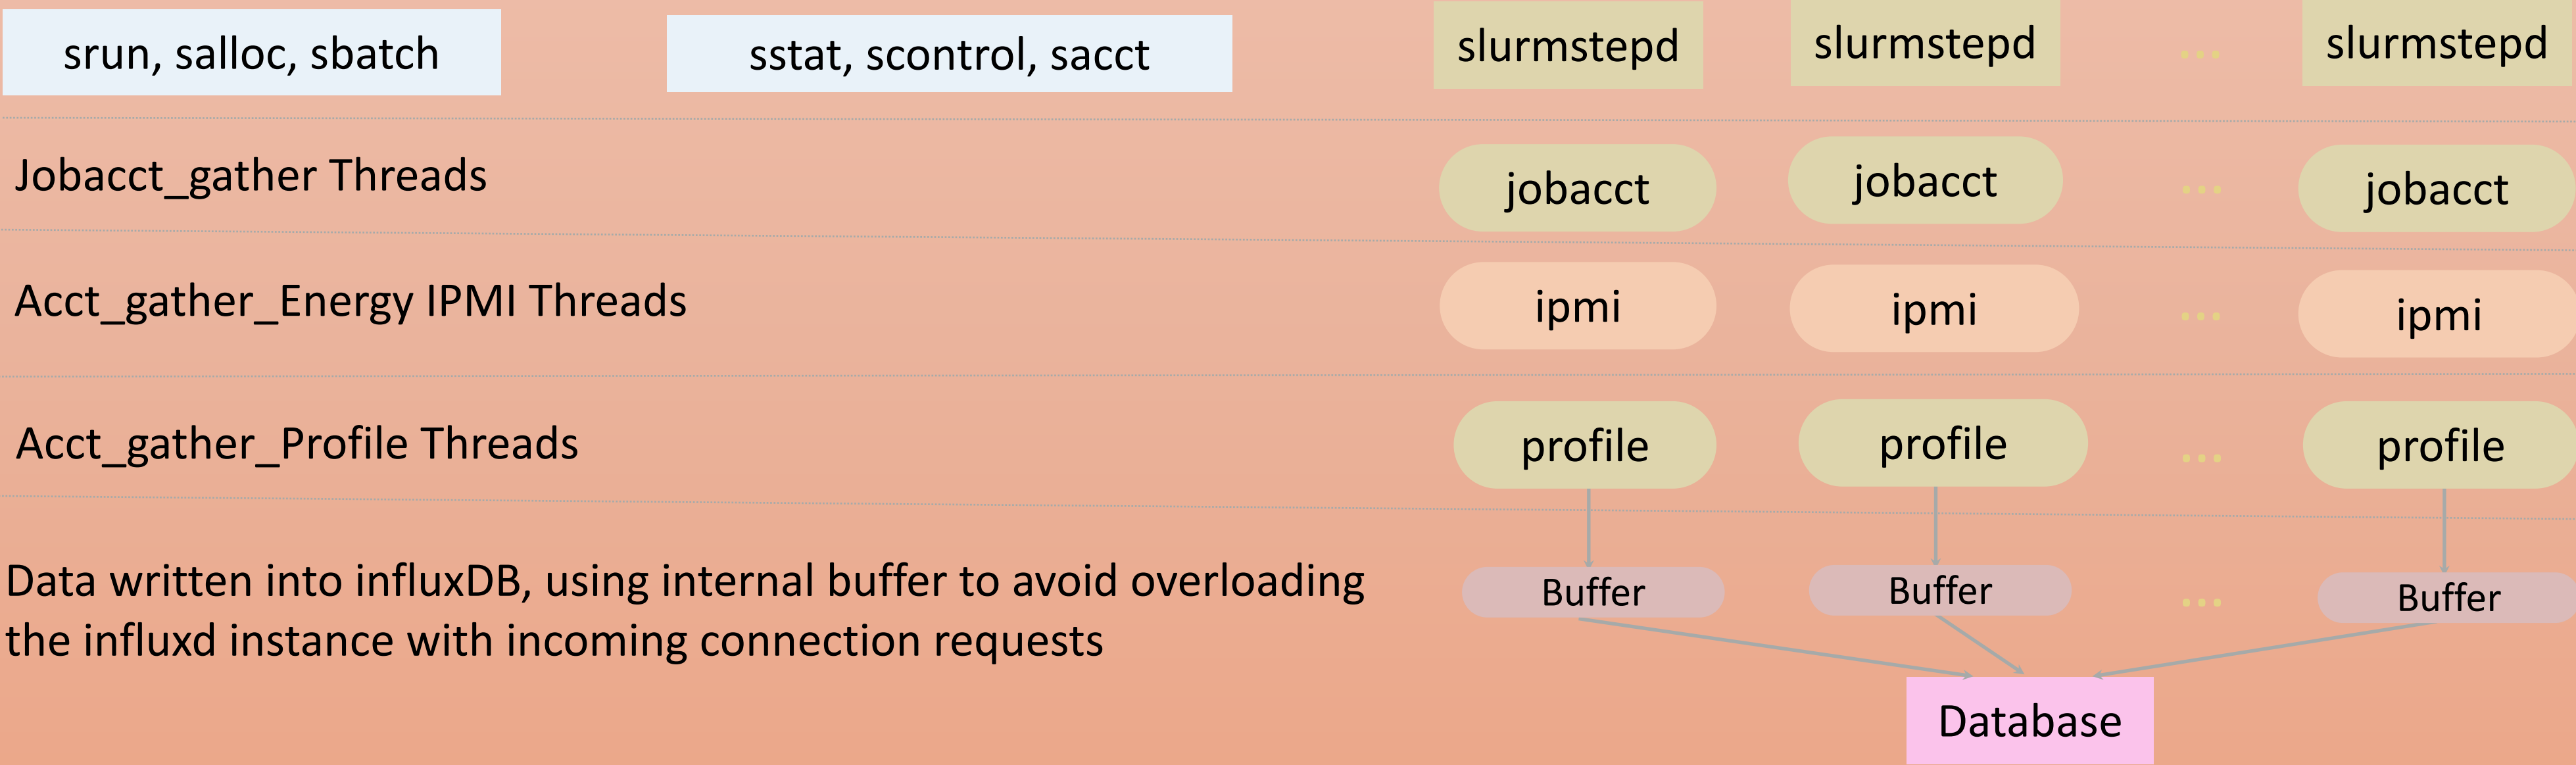 srun, salloc, sbatch
sstat, scontrol, sacct
slurmstepd
slurmstepd
...
slurmstepd
Jobacct_gather Threads
jobacct
jobacct
...
jobacct
Acct_gather_Energy IPMI Threads
ipmi
ipmi
...
ipmi
Acct_gather_Profile Threads
profile
profile
...
profile
Data written into influxDB, using internal buffer to avoid overloading
the influxd instance with incoming connection requests
Buffer
Buffer
...
Buffer
Database